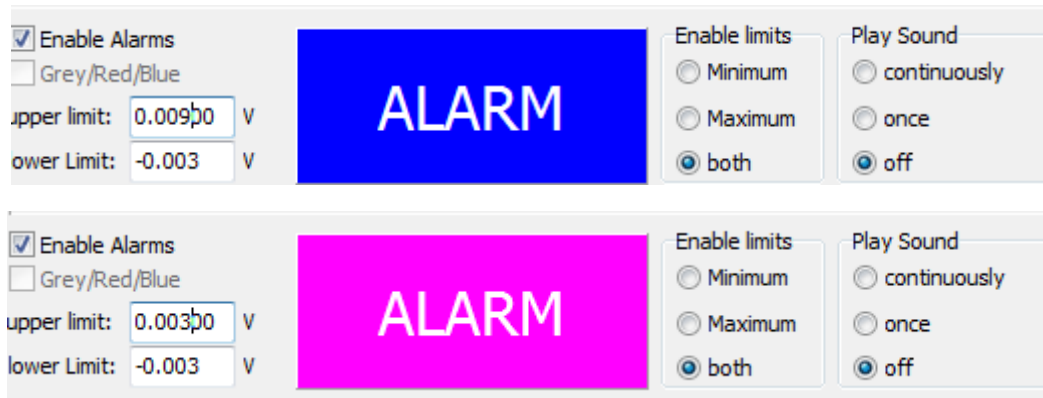 Enable Alarms
Grey/Red/Blue
upper limit: 0.00900 V
ower Limit: -0.003 V
ALARM
Enable limits
Minimum
Maximum
both
Play Sound
continuously
once
off
Enable Alarms
Grey/Red/Blue
upper limit: 0.00300 V
lower Limit: -0.003 V
ALARM
Enable limits
Minimum
Maximum
both
Play Sound
continuously
once
off